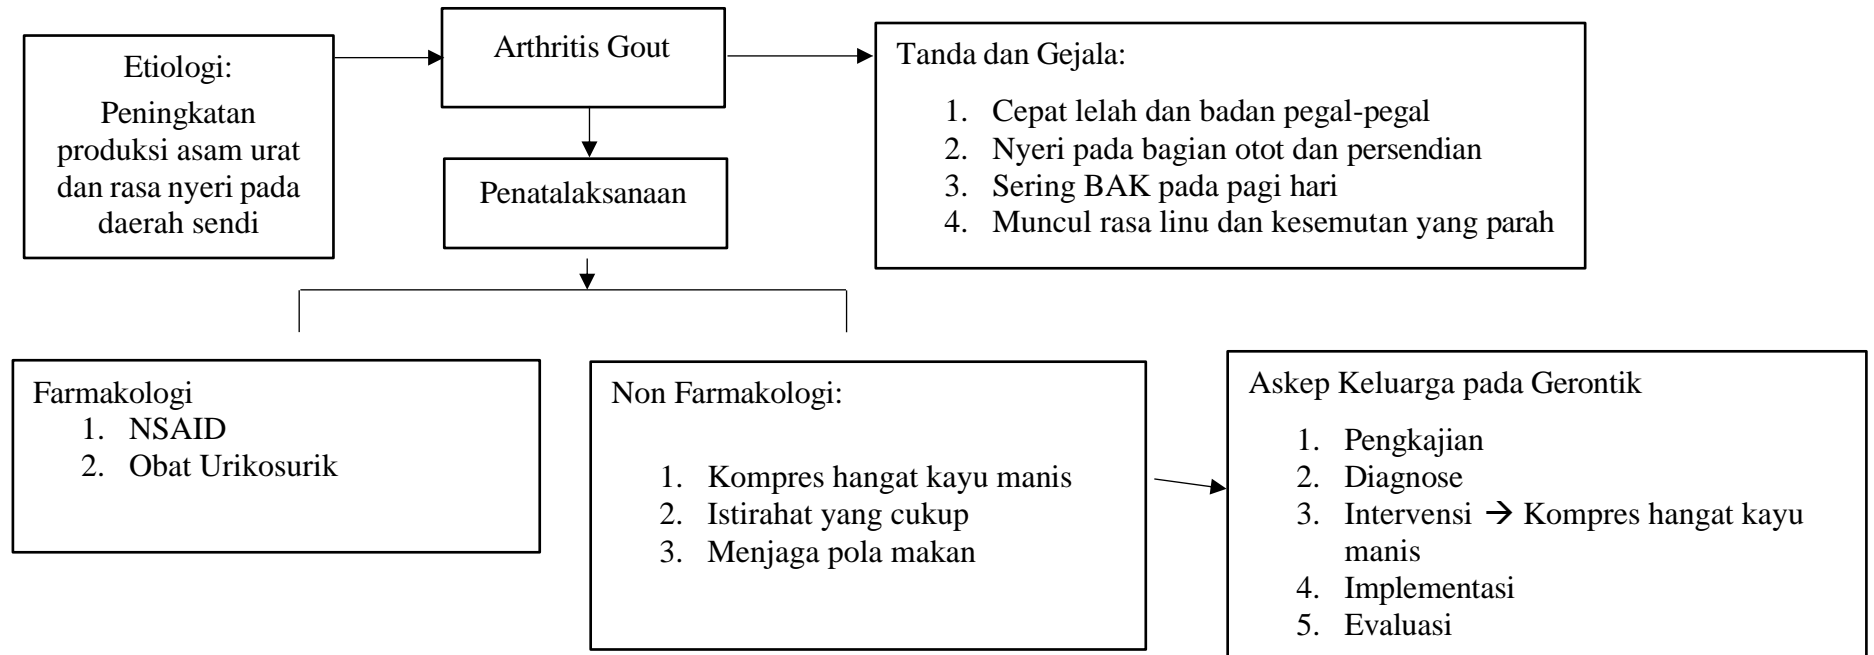 Etiologi:
Peningkatan
produksi asam urat
dan rasa nyeri pada
daerah sendi
Arthritis Gout
Tanda dan Gejala:
1. Cepat lelah dan badan pegal-pegal
2. Nyeri pada bagian otot dan persendian
3. Sering BAK pada pagi hari
4. Muncul rasa linu dan kesemutan yang parah
Penatalaksanaan
Farmakologi
1. NSAID
2. Obat Urikosurik
Non Farmakologi:
1. Kompres hangat kayu manis
2. Istirahat yang cukup
3. Menjaga pola makan
Askep Keluarga pada Gerontik
1. Pengkajian
2. Diagnose
3. Intervensi → Kompres hangat kayu
manis
4. Implementasi
5. Evaluasi